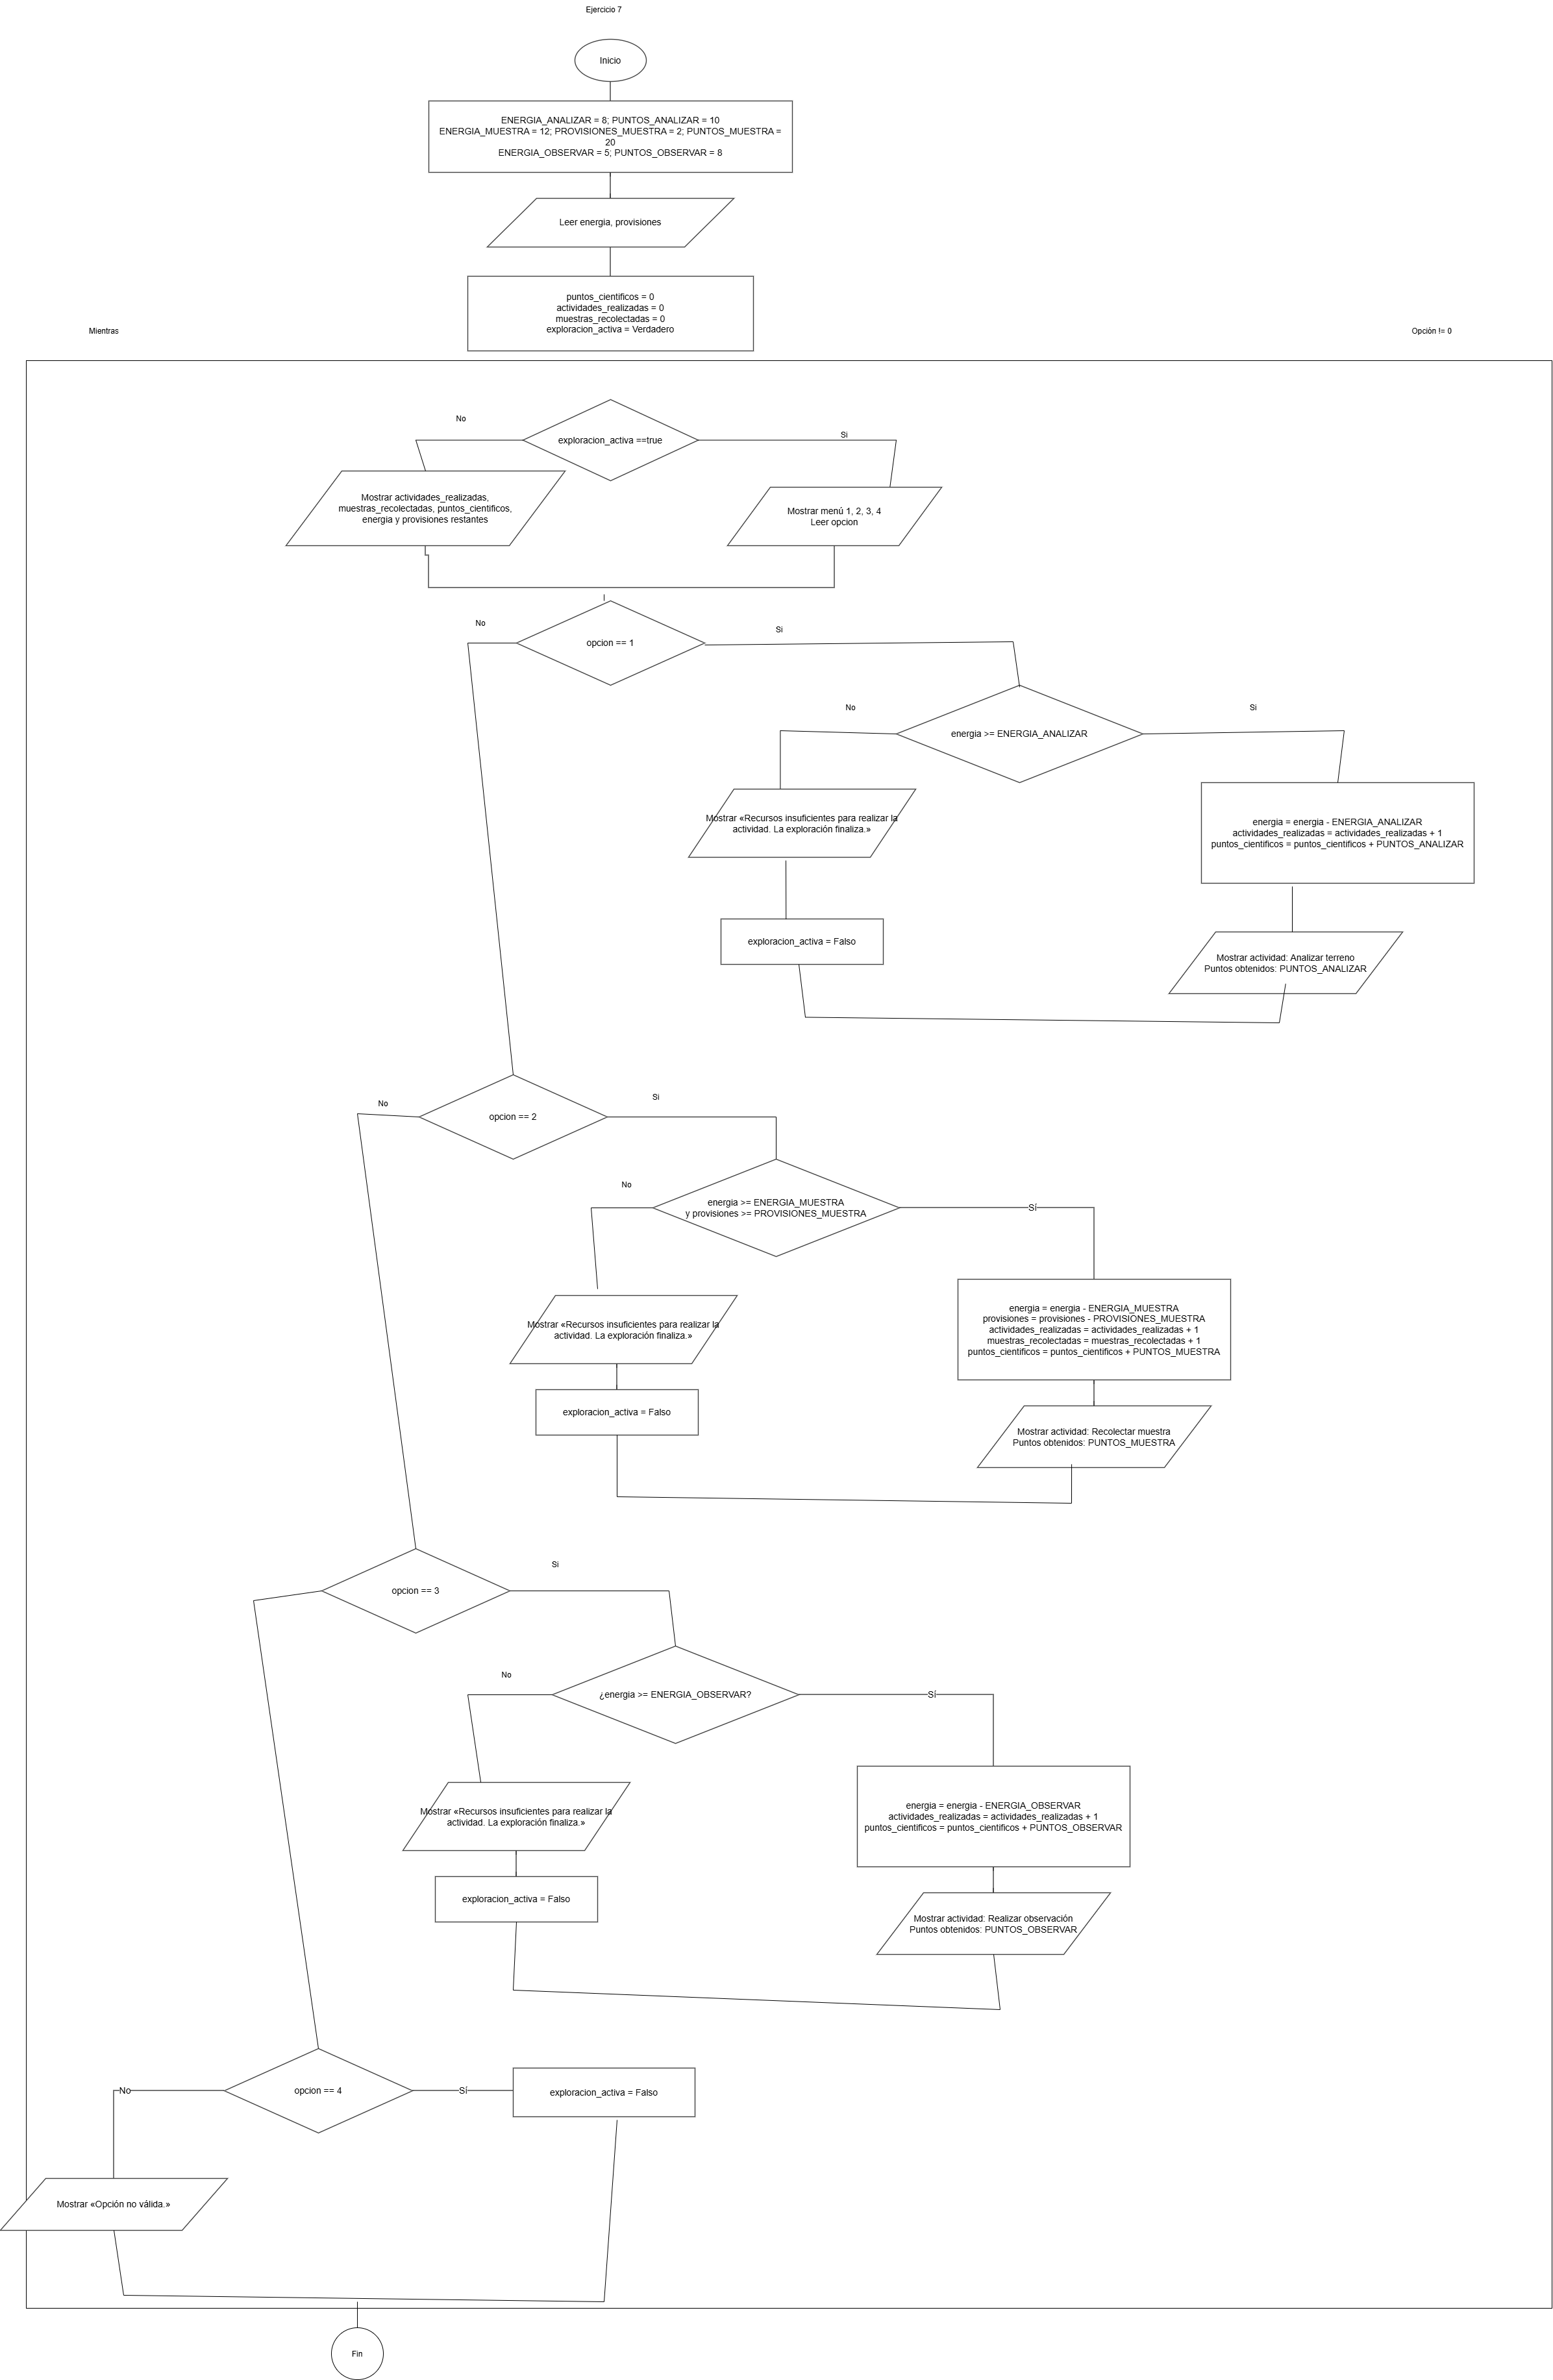 Ejercicio 7
Inicio
ENERGIA_ANALIZAR = 8; PUNTOS_ANALIZAR = 10
ENERGIA_MUESTRA = 12; PROVISIONES_MUESTRA = 2; PUNTOS_MUESTRA =
20
ENERGIA_OBSERVAR = 5; PUNTOS_OBSERVAR = 8
Leer energia, provisiones
puntos_cientificos = 0
actividades_realizadas = 0
muestras_recolectadas = 0
exploracion_activa = Verdadero
Mientras
Opción != 0
No
exploracion_activa ==true
Si
Mostrar actividades_realizadas,
muestras_recolectadas, puntos_cientificos,
energia y provisiones restantes
Mostrar menú 1, 2, 3, 4
Leer opcion
No
opcion == 1
Si
No
energia >= ENERGIA_ANALIZAR
Si
Mostrar «Recursos insuficientes para realizar la
actividad. La exploración finaliza.»
energia = energia - ENERGIA_ANALIZAR
actividades_realizadas = actividades_realizadas + 1
puntos_cientificos = puntos_cientificos + PUNTOS_ANALIZAR
exploracion_activa = Falso
Mostrar actividad: Analizar terreno
Puntos obtenidos: PUNTOS_ANALIZAR
No
opcion == 2
Si
No
energia >= ENERGIA_MUESTRA
y provisiones >= PROVISIONES_MUESTRA
Sí
Mostrar «Recursos insuficientes para realizar la
actividad. La exploración finaliza.»
energia = energia - ENERGIA_MUESTRA
provisiones = provisiones - PROVISIONES_MUESTRA
actividades_realizadas = actividades_realizadas + 1
muestras_recolectadas = muestras_recolectadas + 1
puntos_cientificos = puntos_cientificos + PUNTOS_MUESTRA
exploracion_activa = Falso
Mostrar actividad: Recolectar muestra
Puntos obtenidos: PUNTOS_MUESTRA
opcion == 3
Si
No
¿energia >= ENERGIA_OBSERVAR?
Sí
Mostrar «Recursos insuficientes para realizar la
actividad. La exploración finaliza.»
energia = energia - ENERGIA_OBSERVAR
actividades_realizadas = actividades_realizadas + 1
puntos_cientificos = puntos_cientificos + PUNTOS_OBSERVAR
exploracion_activa = Falso
Mostrar actividad: Realizar observación
Puntos obtenidos: PUNTOS_OBSERVAR
No
opcion == 4
Sí
exploracion_activa = Falso
Mostrar «Opción no válida.»
Fin